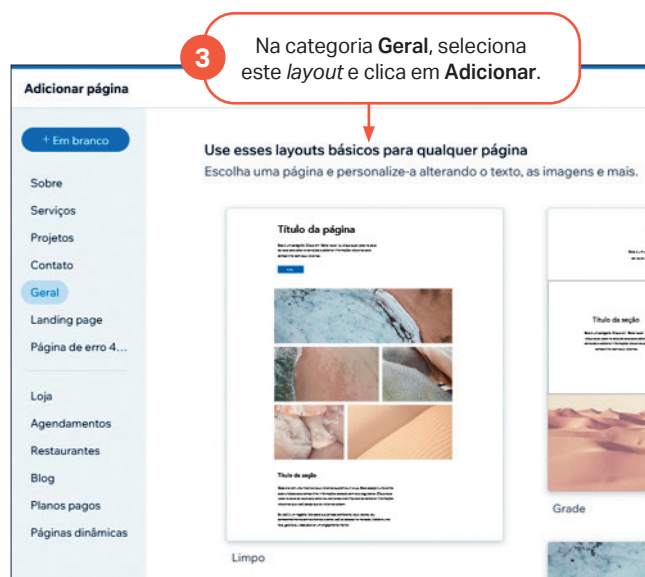 3
Na categoria Geral, seleciona
este layout e clica em Adicionar.
Adicionar página
+ Em branco
Sobre
Serviços
Projetos
Contato
Geral
Landing page
Página de erro 4...
Loja
Agendamentos
Restaurantes
Blog
Planos pagos
Páginas dinâmicas
Use esses layouts básicos para qualquer página
Escolha uma página e personalize-a alterando o texto, as imagens e mais.
Título da página
Título da seção
Limpo
Título da seção
Grade